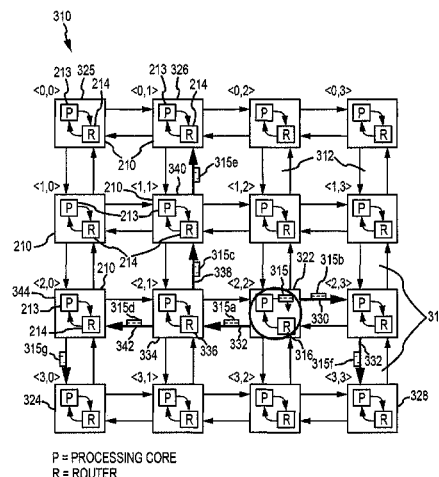 310
213 325
<0,0>
<0,1>
213 326
<0,2>
<0,3>
P
214
R
P
214
R
P
R
P
R
210
210
340
315e
312
<1,0>
210
<1,1>
<1,2>
<1,3>
P
213
R
P
R
P
R
P
R
210
214
210
315c
338
315
322
315b
344
<2,0>
315d
<2,1>
315a
<2,2>
<2,3>
213
P
P
P
P
31
214
R
R
R
R
342
334
336
332
316
330
315g
315f
332
<3,0>
<3,1>
<3,2>
<3,3>
324
P
R
P
R
P
R
P
R
328
P = PROCESSING CORE
R = ROUTER